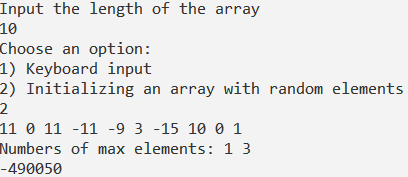 Input the length of the array
10
Choose an option:
1) Keyboard input
2) Initializing an array with random elements
2
11 0 11 -11 -9 3 -15 10 0 1
Numbers of max elements: 1 3
-490050